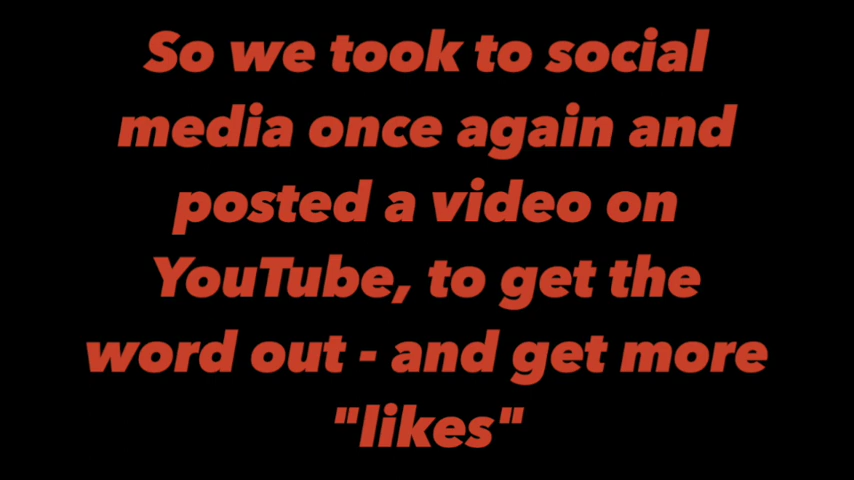 So we took to social
media once again and
posted a video on
YouTube, to get the
word out - and get more
"likes"